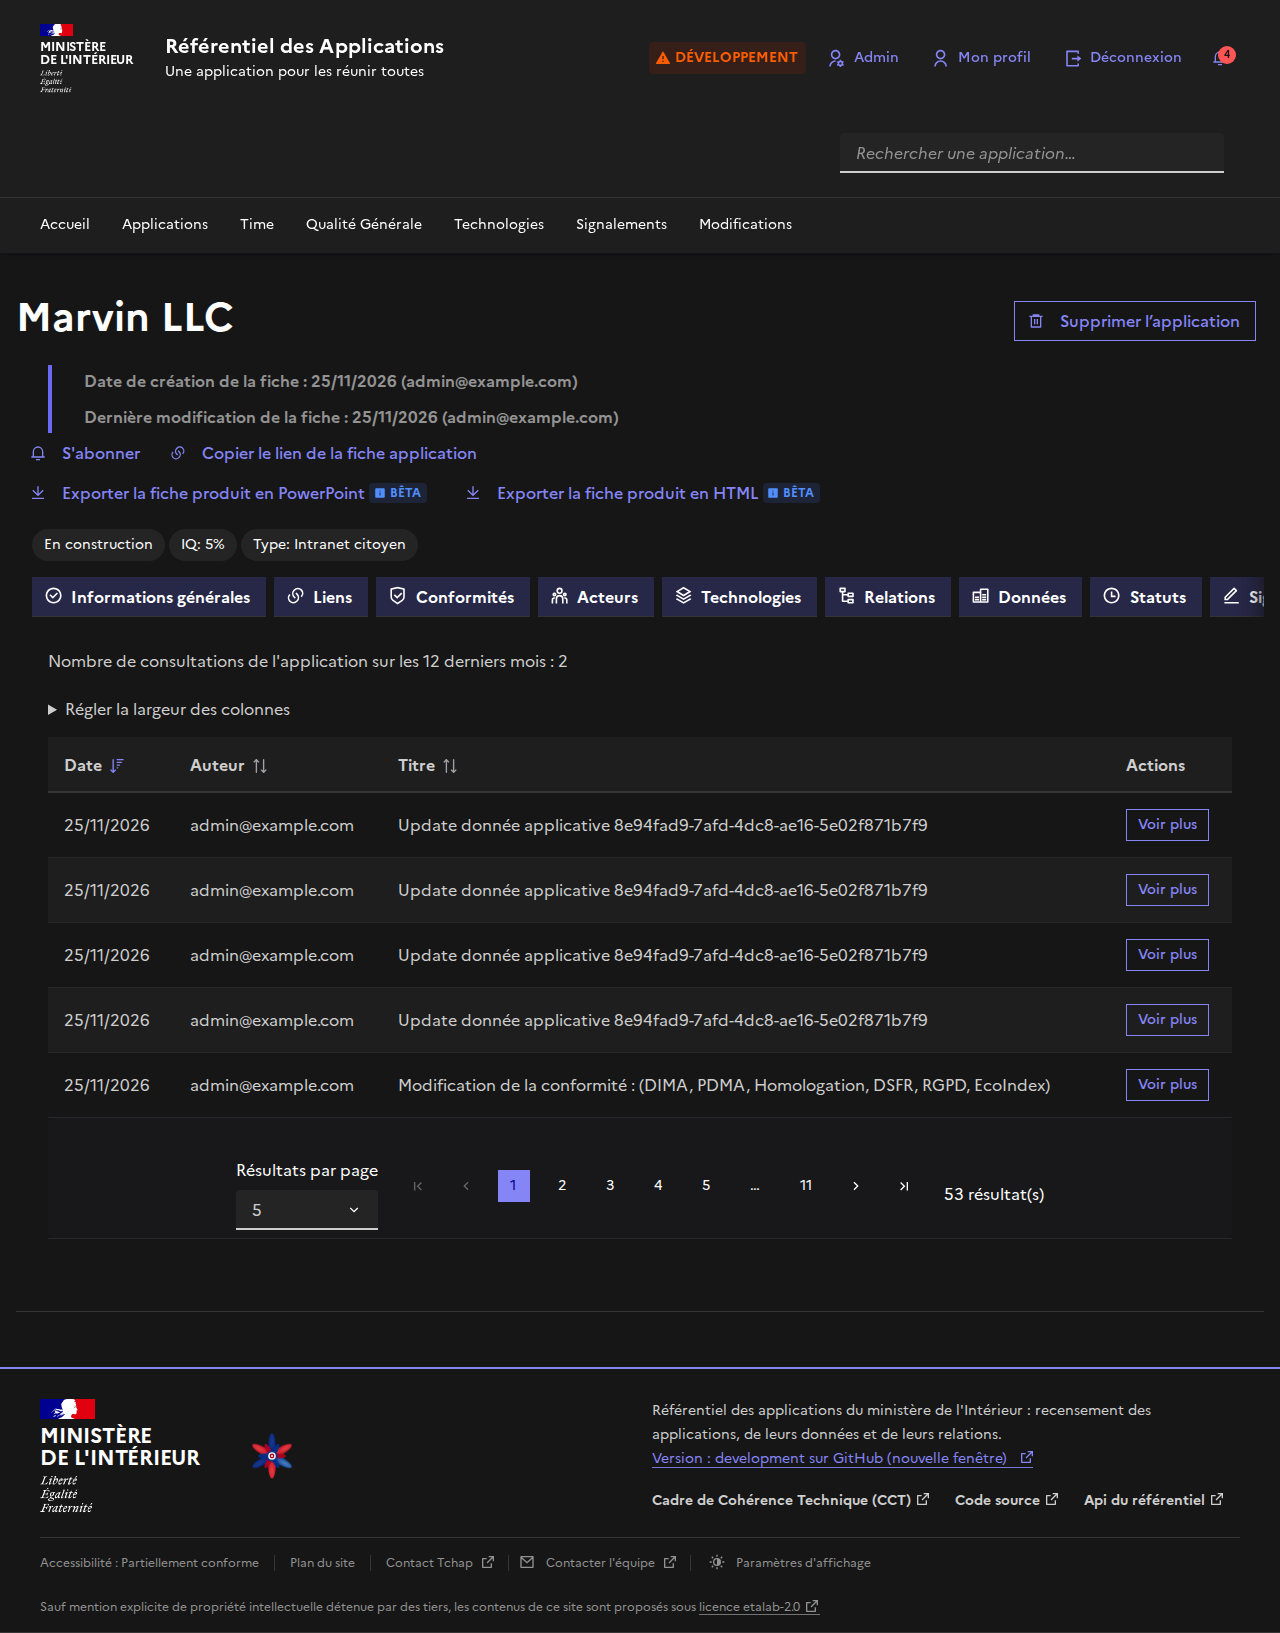 MINISTÈRE
DE L'INTÉRIEUR
Liberté
Égalité
Fraternité
Référentiel des Applications
Une application pour les réunir toutes
DÉVELOPPEMENT
Admin
Mon profil
Déconnexion
4
Rechercher une application…
Accueil
Applications
Time
Qualité Générale
Technologies
Signalements
Modifications
Marvin LLC
Supprimer l’application
Date de création de la fiche : 25/11/2026 (admin@example.com)
Dernière modification de la fiche : 25/11/2026 (admin@example.com)
S'abonner
Copier le lien de la fiche application
Exporter la fiche produit en PowerPoint BÊTA
Exporter la fiche produit en HTML BÊTA
En construction
IQ: 5%
Type: Intranet citoyen
Informations générales
Liens
Conformités
Acteurs
Technologies
Relations
Données
Statuts
Nombre de consultations de l'application sur les 12 derniers mois : 2
Régler la largeur des colonnes
Date Auteur Titre Actions
25/11/2026 admin@example.com Update donnée applicative 8e94fad9-7afd-4dc8-ae16-5e02f871b7f9 Voir plus
25/11/2026 admin@example.com Update donnée applicative 8e94fad9-7afd-4dc8-ae16-5e02f871b7f9 Voir plus
25/11/2026 admin@example.com Update donnée applicative 8e94fad9-7afd-4dc8-ae16-5e02f871b7f9 Voir plus
25/11/2026 admin@example.com Update donnée applicative 8e94fad9-7afd-4dc8-ae16-5e02f871b7f9 Voir plus
25/11/2026 admin@example.com Modification de la conformité : (DIMA, PDMA, Homologation, DSFR, RGPD, EcoIndex) Voir plus
Résultats par page
5
1 2 3 4 5 … 11
53 résultat(s)
MINISTÈRE
DE L'INTÉRIEUR
Liberté
Égalité
Fraternité
Référentiel des applications du ministère de l'Intérieur : recensement des
applications, de leurs données et de leurs relations.
Version : development sur GitHub (nouvelle fenêtre)
Cadre de Cohérence Technique (CCT)
Code source
Api du référentiel
Accessibilité : Partiellement conforme
Plan du site
Contact Tchap
Contacter l'équipe
Paramètres d'affichage
Sauf mention explicite de propriété intellectuelle détenue par des tiers, les contenus de ce site sont proposés sous licence etalab-2.0